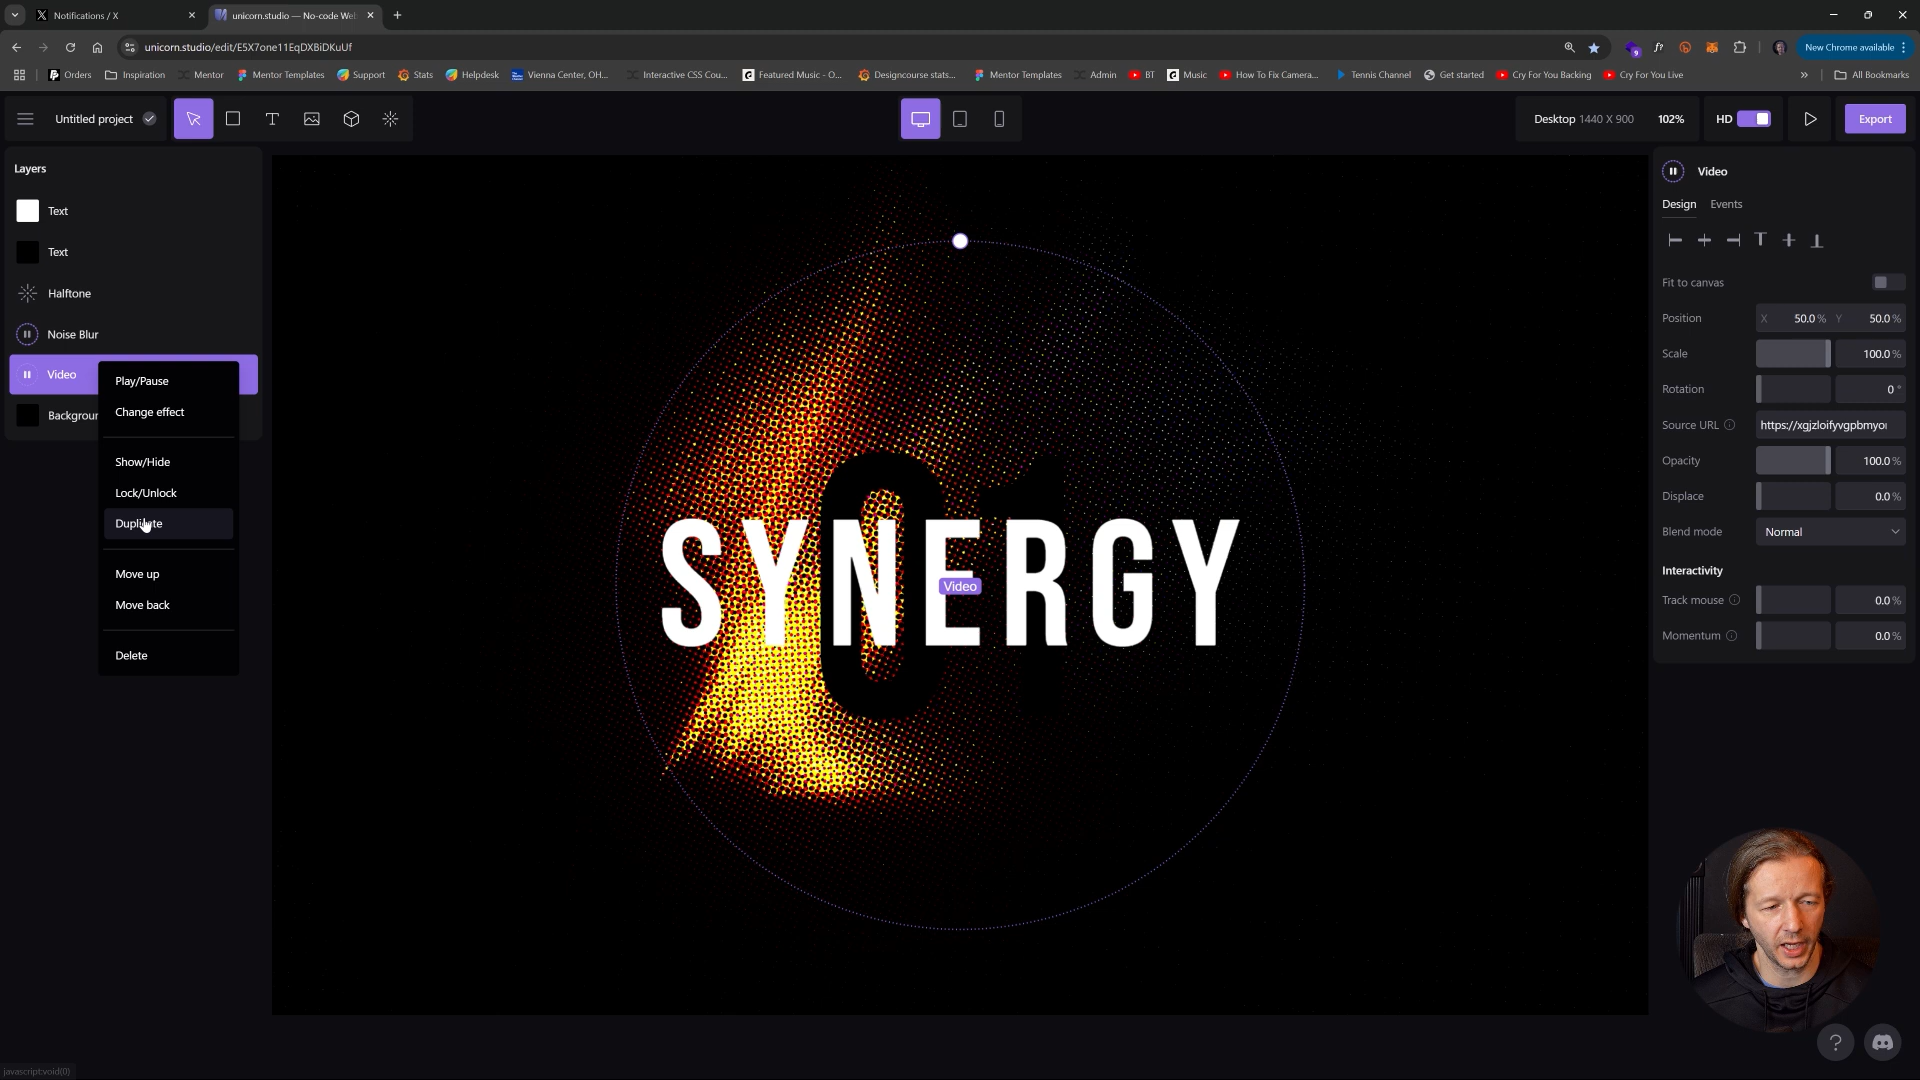 Notifications / X
unicorn.studio — No-code We
unicorn.studio/edit/E5X7one11EqDXBiDKuUf
New Chrome available
Orders
Inspiration
Mentor
Mentor Templates
Support
Stats
Helpdesk
Vienna Center, OH...
Interactive CSS Cou...
Featured Music - O...
Designcourse stats...
Mentor Templates
Admin
BT
Music
How To Fix Camera...
Tennis Channel
Get started
Cry For You Backing
Cry For You Live
All Bookmarks
Untitled project
Desktop 1440 X 900
102%
HD
Export
Layers
Text
Text
Halftone
Noise Blur
Video
Backgroun
Play/Pause
Change effect
Show/Hide
Lock/Unlock
Duplicate
Move up
Move back
Delete
SYNERGY
Video
Video
Design Events
Fit to canvas
Position X 50.0 % Y 50.0 %
Scale 100.0 %
Rotation 0 °
Source URL https://xgjzloifyvgpbmyo
Opacity 100.0 %
Displace 0.0 %
Blend mode Normal
Interactivity
Track mouse 0.0 %
Momentum 0.0 %
javascript:void(0)